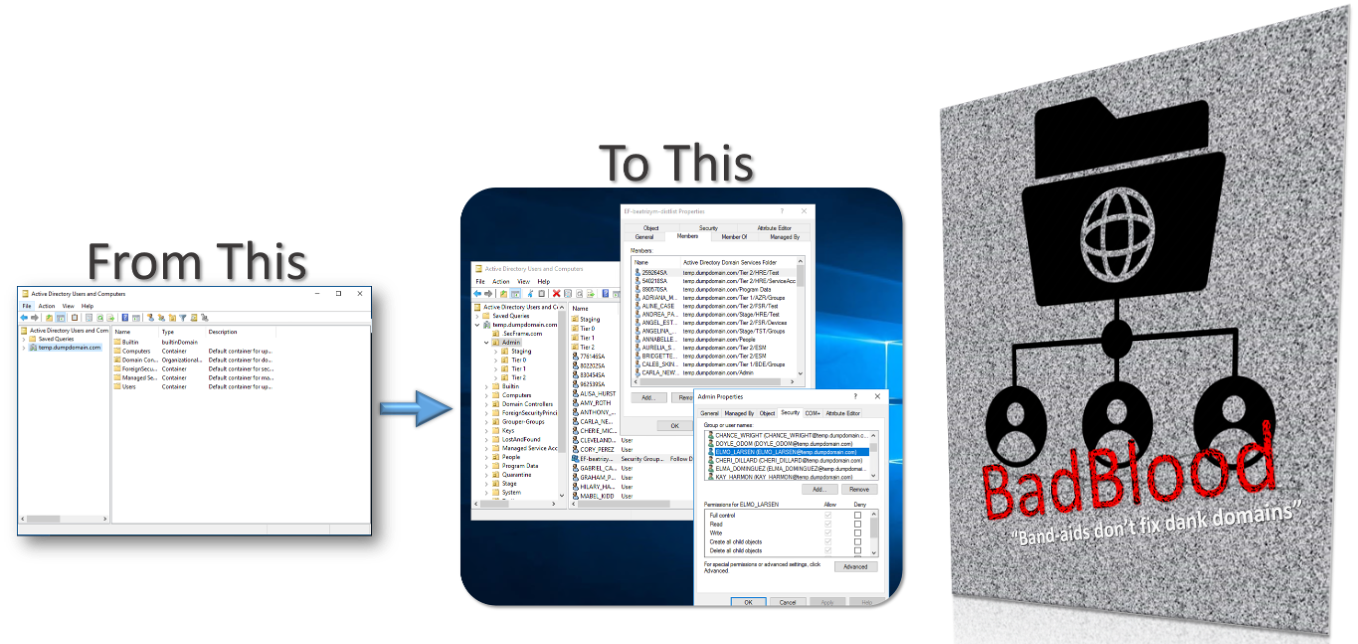 From This
Active Directory Users and Computers
File Action View Help
Active Directory Users and Com
Saved Queries
temp.dumpdomain.com
Name Type Description
Builtin builtinDomain
Computers Container Default container for up...
Domain Con... Organizational... Default container for do...
ForeignSecu... Container Default container for sec...
Managed Se... Container Default container for ma...
Users Container Default container for up...
To This
Active Directory Users and Computers
File Action View Help
Active Directory Users and Co
Saved Queries
temp.dumpdomain.com
Admin
Staging
Tier 0
Tier 1
Tier 2
Builtin
Computers
Domain Controllers
ForeignSecurityPrinci
Grouper-Groups
Keys
LostAndFound
Managed Service Acc
People
Program Data
Quarantine
Stage
System
Name
Staging
Tier 0
Tier 1
Tier 2
776146SA
802202SA
830454SA
962539SA
ALISA_HURST
AMY_ROTH
ANTHONY_...
CARLA_NE...
CHERIE_MIC...
CLEVELAND... User
CORY_PEREZ User
EF-beatrizy... Security Group... Follow D
GABRIEL_CA... User
GRAHAM_P... User
HILARY_HA... User
MABEL_KIDD User
EF-beatrizym-distlist Properties
Object Security Attribute Editor
General Members Member Of Managed By
Members:
Name Active Directory Domain Services Folder
259264SA temp.dumpdomain.com/Tier 2/HRE/Test
540218SA temp.dumpdomain.com/Tier 2/HRE/ServiceAcc
890570SA temp.dumpdomain.com/Program Data
ADRIANA_M... temp.dumpdomain.com/Tier 1/AZR/Groups
ALINE_CASE temp.dumpdomain.com/Tier 2/FSR/Test
ANDREA_FA... temp.dumpdomain.com/Stage/HRE/Test
ANGEL_EST... temp.dumpdomain.com/Tier 2/FSR/Devices
ANGELINA_... temp.dumpdomain.com/Stage/TST/Groups
ANNABELLE... temp.dumpdomain.com/People
AURELIA_S... temp.dumpdomain.com/Tier 2/ESM
BRIDGETTE... temp.dumpdomain.com/Tier 2/ESM
CALEB_SKIN... temp.dumpdomain.com/Tier 1/BDE/Groups
CARLA_NEW... temp.dumpdomain.com/Admin
Add... Remo
OK
Admin Properties
General Managed By Object Security COM+ Attribute Editor
Group or user names:
CHANCE_WRIGHT (CHANCE_WRIGHT@temp.dumpdomain.c...
DOYLE_ODOM (DOYLE_ODOM@temp.dumpdomain.com)
ELMO_LARSEN (ELMO_LARSEN@temp.dumpdomain.com)
CHERI_DILLARD (CHERI_DILLARD@temp.dumpdomain.com)
ELMA_DOMINGUEZ (ELMA_DOMINGUEZ@temp.dumpdomai...
KAY_HARMON (KAY_HARMON@temp.dumpdomain.com)
Add... Remove
Permissions for ELMO_LARSEN Allow Deny
Full control
Read
Write
Create all child objects
Delete all child objects
For special permissions or advanced settings, click
Advanced.
Advanced
OK Cancel Apply Help
BadBlood
"Band-aids don't fix dank domains"